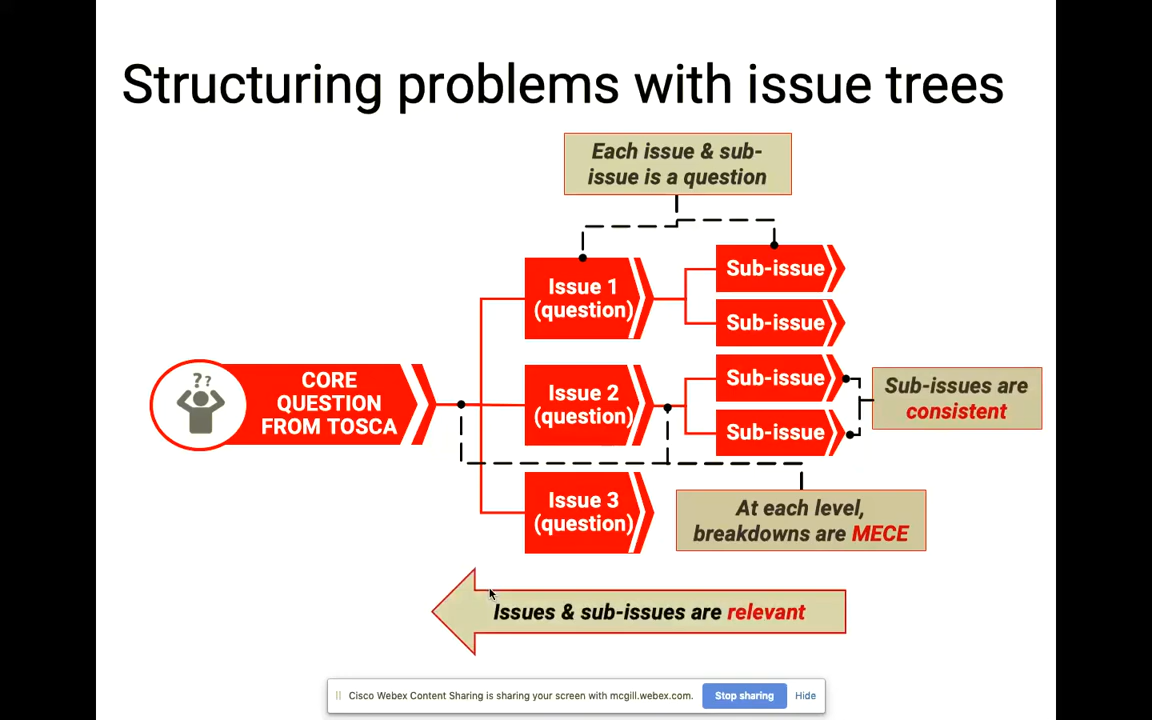 Structuring problems with issue trees
Each issue & sub-
issue is a question
? ?
CORE
QUESTION
FROM TOSCA
Issue 1
(question)
Sub-issue
Sub-issue
Issue 2
(question)
Sub-issue
Sub-issue
Sub-issues are
consistent
Issue 3
(question)
At each level,
breakdowns are MECE
Issues & sub-issues are relevant
Cisco Webex Content Sharing is sharing your screen with mcgill.webex.com.
Stop sharing
Hide